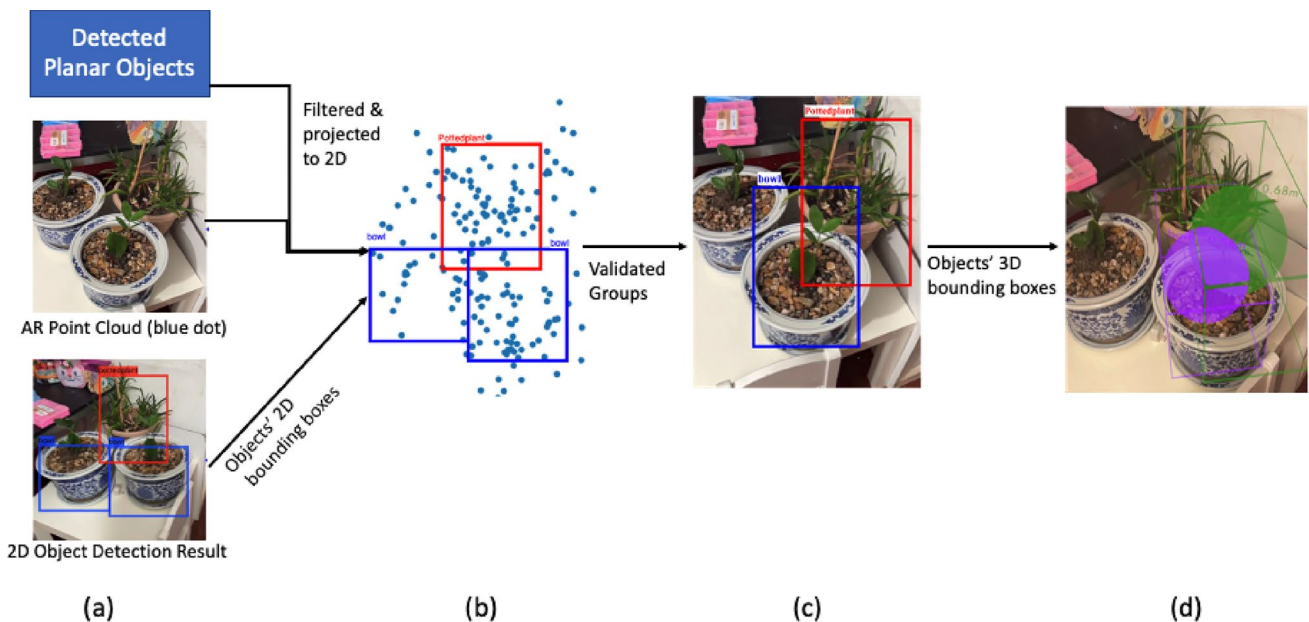 Detected
Planar Objects
AR Point Cloud (blue dot)
Pottedplant
bowl
bowl
2D Object Detection Result
(a)
Filtered &
projected
to 2D
Objects' 2D
bounding boxes
Pottedplant
bowl
bowl
(b)
Validated
Groups
Pottedplant
bowl
(c)
Objects' 3D
bounding boxes
0.68m
(d)